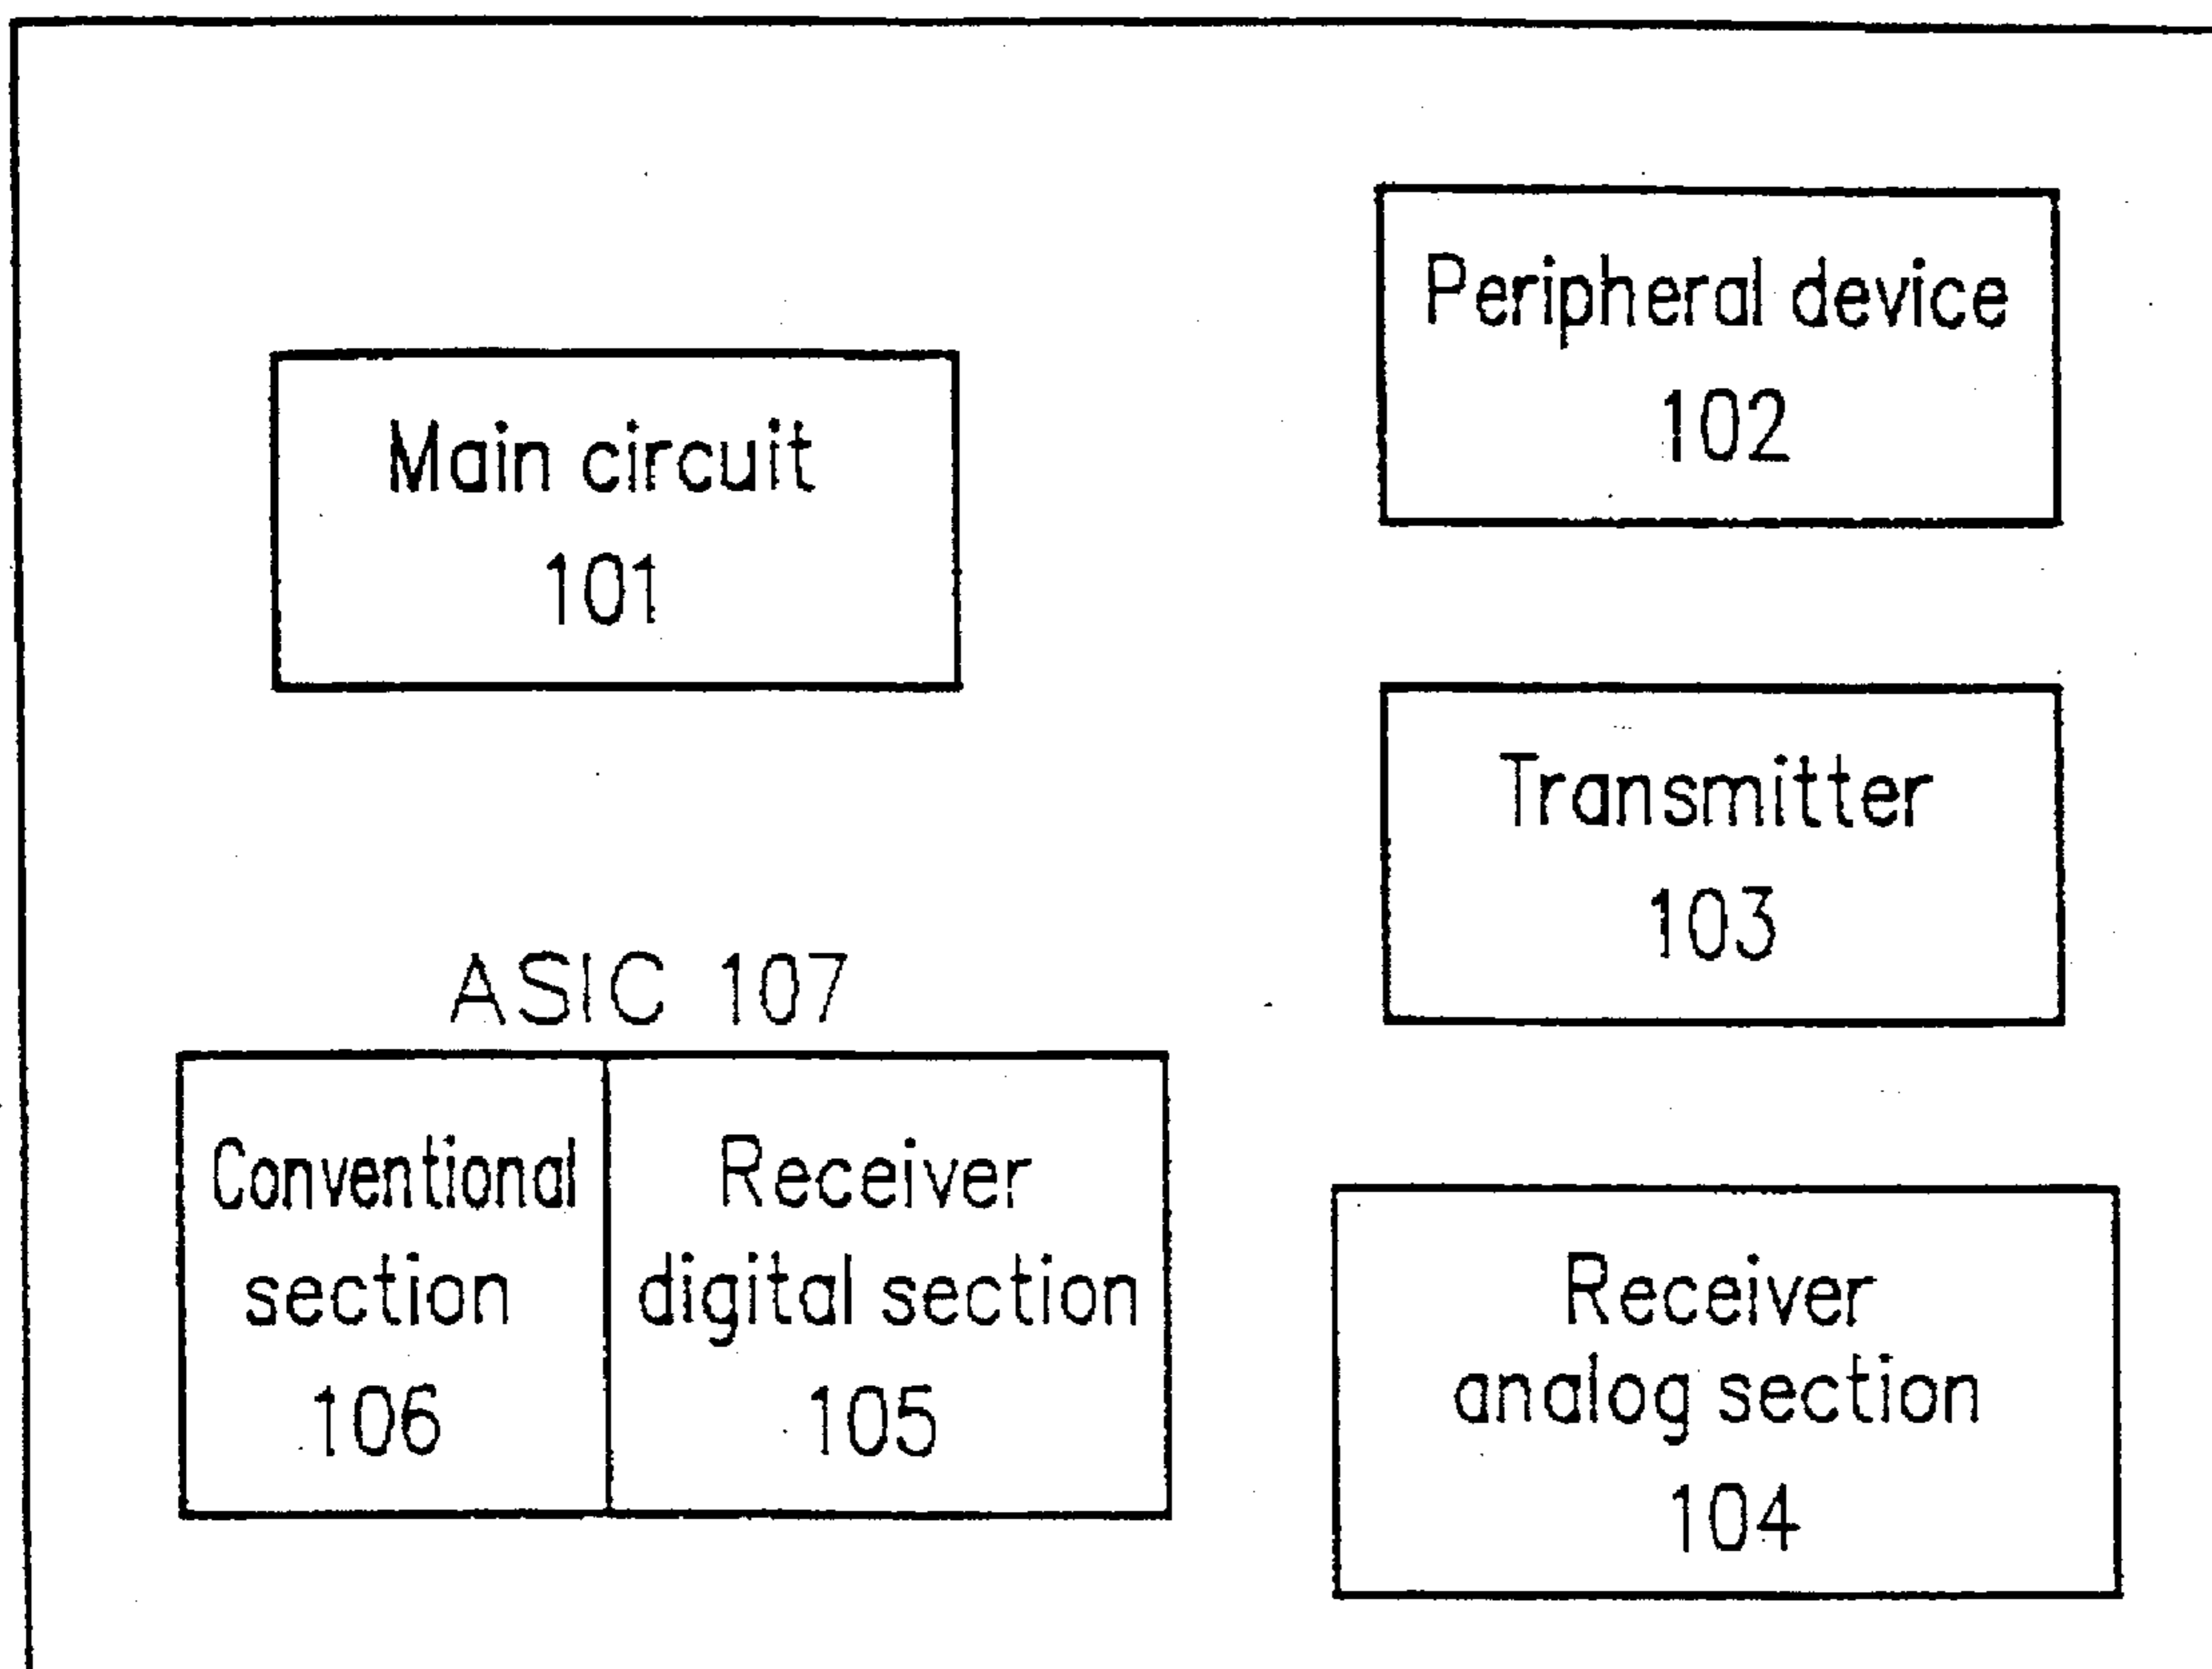 Peripheral device
102
Main circuit
101
Transmitter
103
ASIC 107
Conventional
section
106
Receiver
digital section
105
Receiver
analog section
104